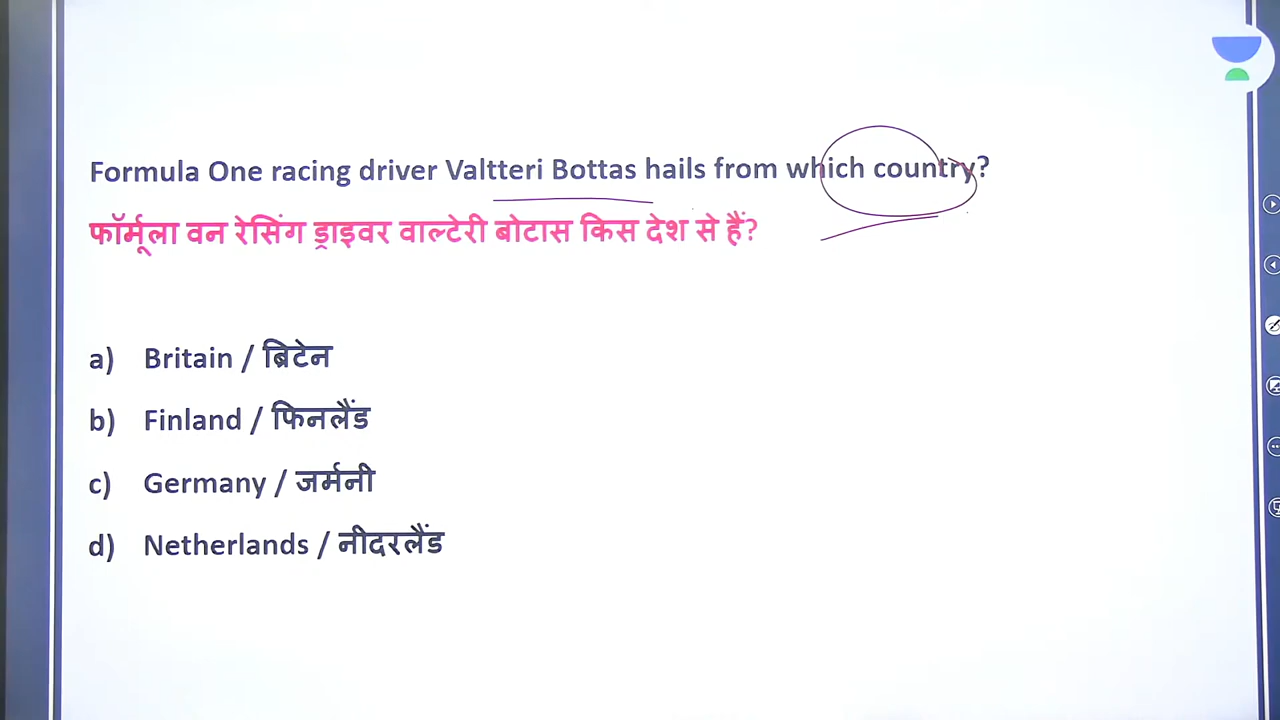 Formula One racing driver Valtteri Bottas hails from which country?
फॉर्मूला वन रेसिंग ड्राइवर वाल्टेरी बोटास किस देश से हैं?
a) Britain / ब्रिटेन
b) Finland / फिनलैंड
c) Germany / जर्मनी
d) Netherlands / नीदरलैंड